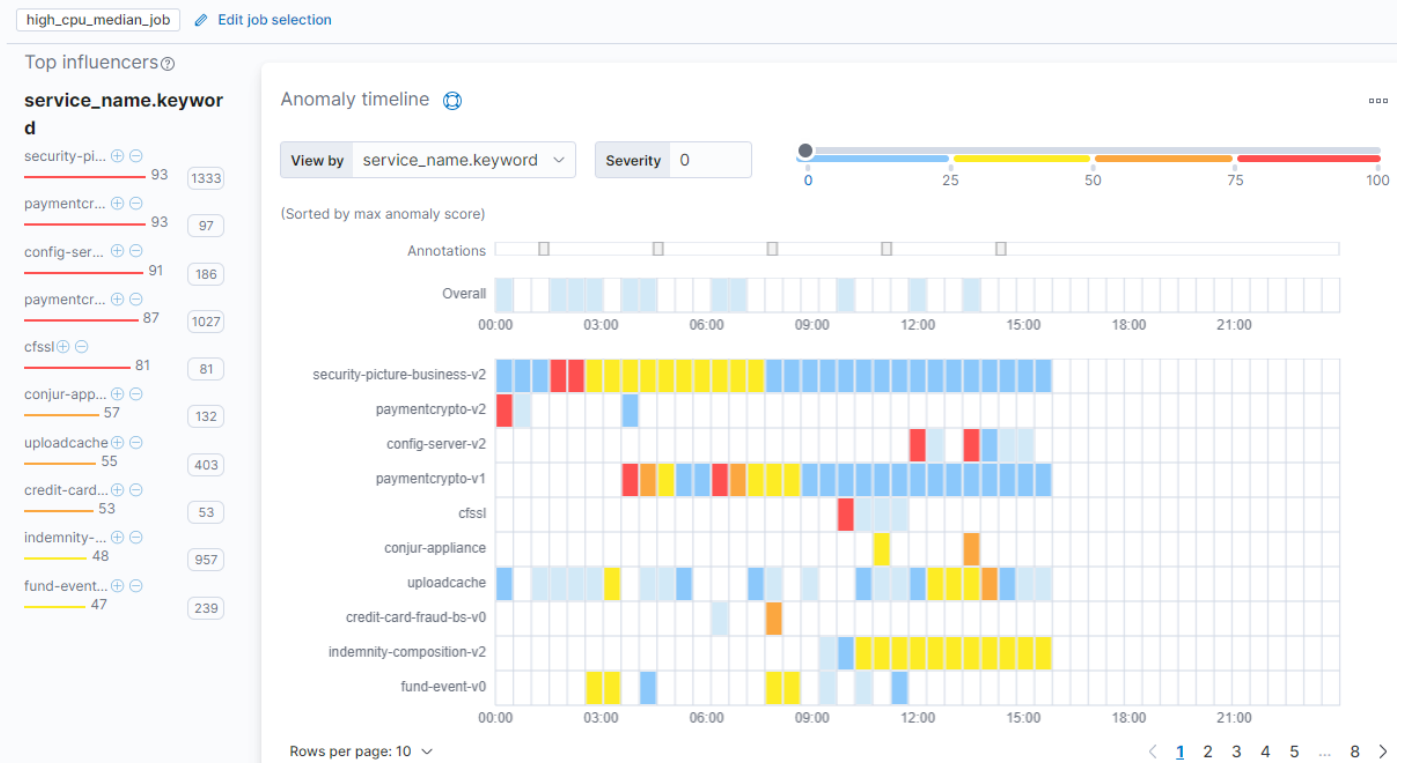 high_cpu_median_job Edit job selection
Top influencers
service_name.keywor
d
security-pi...
93 1333
paymentcr...
93 97
config-ser...
91 186
paymentcr...
87 1027
cfssl
81 81
conjur-app...
57 132
uploadcache
55 403
credit-card...
53 53
indemnity-...
48 957
fund-event...
47 239
Anomaly timeline
View by service_name.keyword Severity 0
0 25 50 75 100
(Sorted by max anomaly score)
Annotations
Overall
00:00 03:00 06:00 09:00 12:00 15:00 18:00 21:00
security-picture-business-v2
paymentcrypto-v2
config-server-v2
paymentcrypto-v1
cfssl
conjur-appliance
uploadcache
credit-card-fraud-bs-v0
indemnity-composition-v2
fund-event-v0
00:00 03:00 06:00 09:00 12:00 15:00 18:00 21:00
Rows per page: 10 1 2 3 4 5 ... 8